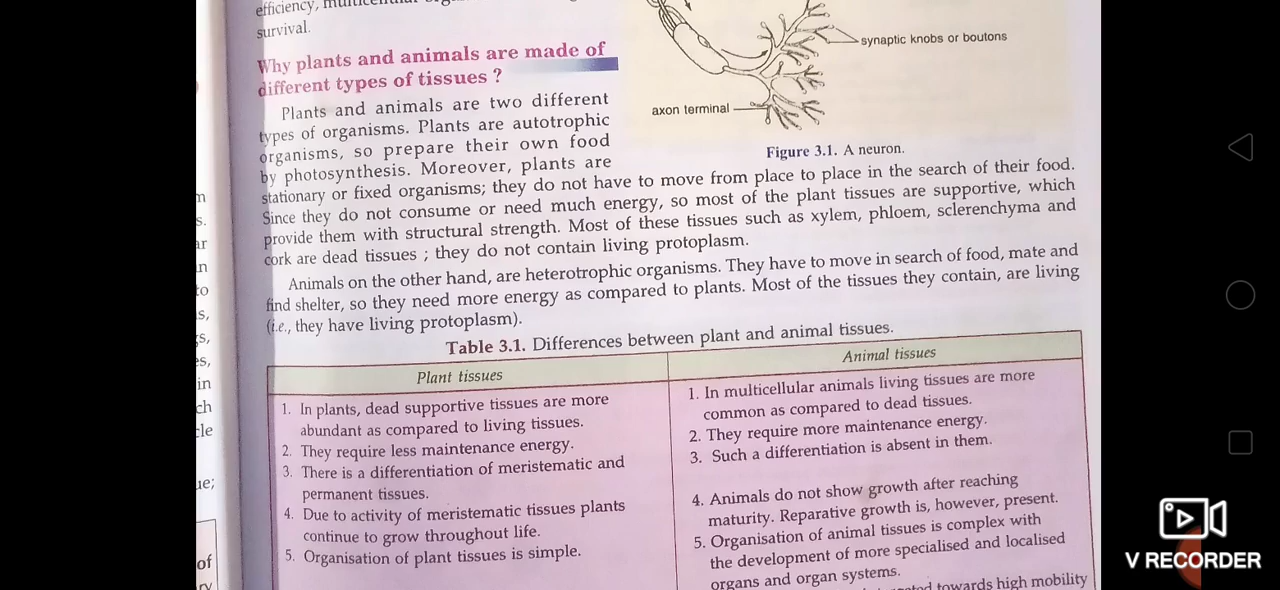 efficiency,
survival.
Why plants and animals are made of
different types of tissues ?
Plants and animals are two different
types of organisms. Plants are autotrophic
organisms, so prepare their own food
by photosynthesis. Moreover, plants are
stationary or fixed organisms; they do not have to move from place to place in the search of their food.
Since they do not consume or need much energy, so most of the plant tissues are supportive, which
provide them with structural strength. Most of these tissues such as xylem, phloem, sclerenchyma and
cork are dead tissues ; they do not contain living protoplasm.
synaptic knobs or boutons
axon terminal
Figure 3.1. A neuron.
Animals on the other hand, are heterotrophic organisms. They have to move in search of food, mate and
find shelter, so they need more energy as compared to plants. Most of the tissues they contain, are living
(i.e., they have living protoplasm).
Table 3.1. Differences between plant and animal tissues.
Plant tissues
1. In plants, dead supportive tissues are more
abundant as compared to living tissues.
2. They require less maintenance energy.
3. There is a differentiation of meristematic and
permanent tissues.
4. Due to activity of meristematic tissues plants
continue to grow throughout life.
5. Organisation of plant tissues is simple.
Animal tissues
1. In multicellular animals living tissues are more
common as compared to dead tissues.
2. They require more maintenance energy.
3. Such a differentiation is absent in them.
4. Animals do not show growth after reaching
maturity. Reparative growth is, however, present.
5. Organisation of animal tissues is complex with
the development of more specialised and localised
organs and organ systems.
towards high mobility
m
s.
ar
in
to
s,
s,
es,
in
ch
cle
ue;
of
ry
V RECORDER